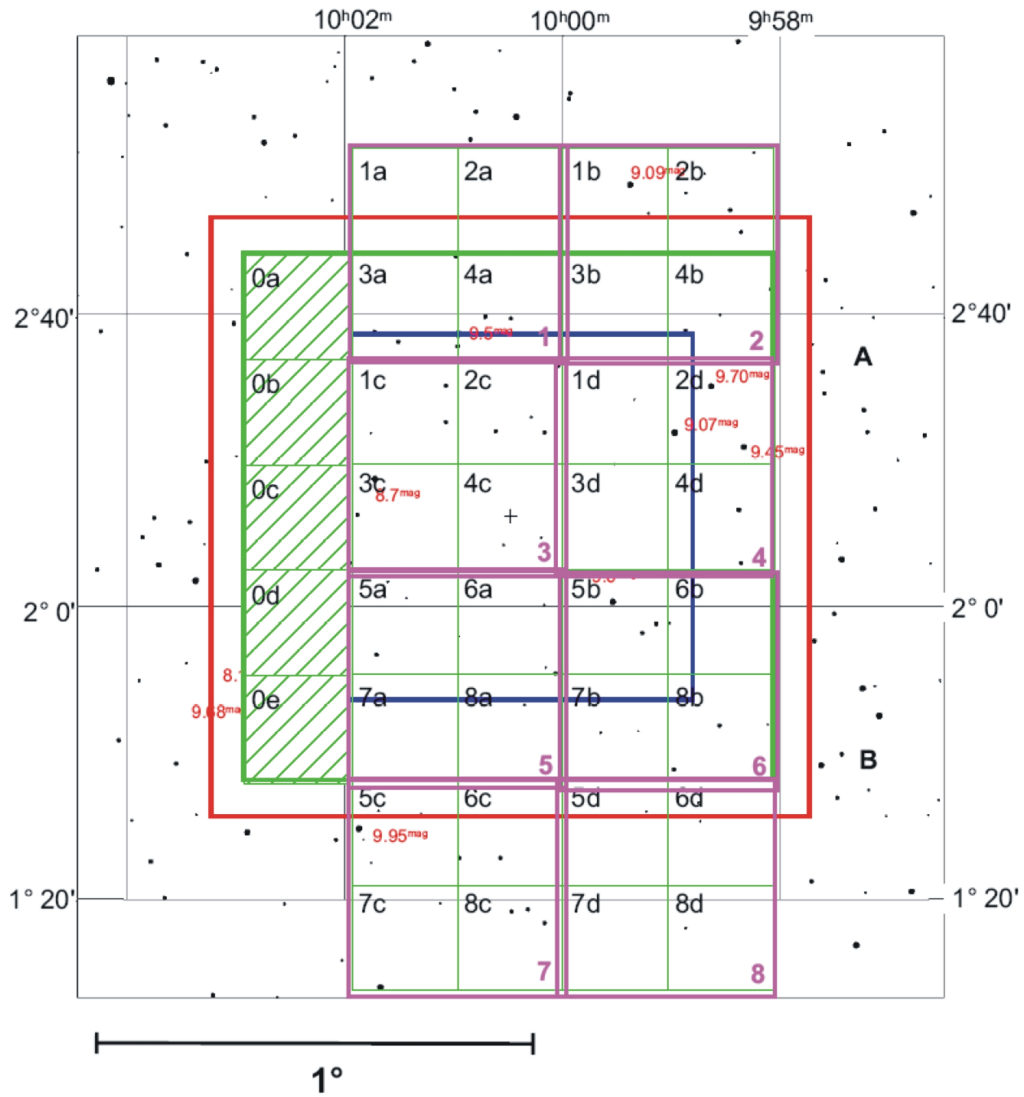 10ʰ02ᵐ 10ʰ00ᵐ 9ʰ58ᵐ
1a 2a 1b 9.09ᵐᵃᵍ 2b
0a 3a 4a 3b 4b
2°40' 9.5ᵐᵃᵍ 1 2 2°40'
A
0b 1c 2c 1d 2d 9.70ᵐᵃᵍ
9.07ᵐᵃᵍ
9.45ᵐᵃᵍ
0c 3c 4c 3d 4d
8.7ᵐᵃᵍ
3 4
0d 5a 6a 5b 6b
2° 0' 2° 0'
8.
0e 7a 8a 7b 8b
9.68ᵐᵃ
B
5 6
5c 6c 5d 6d
9.95ᵐᵃᵍ
1° 20' 7c 8c 7d 8d 1° 20'
7 8
1°